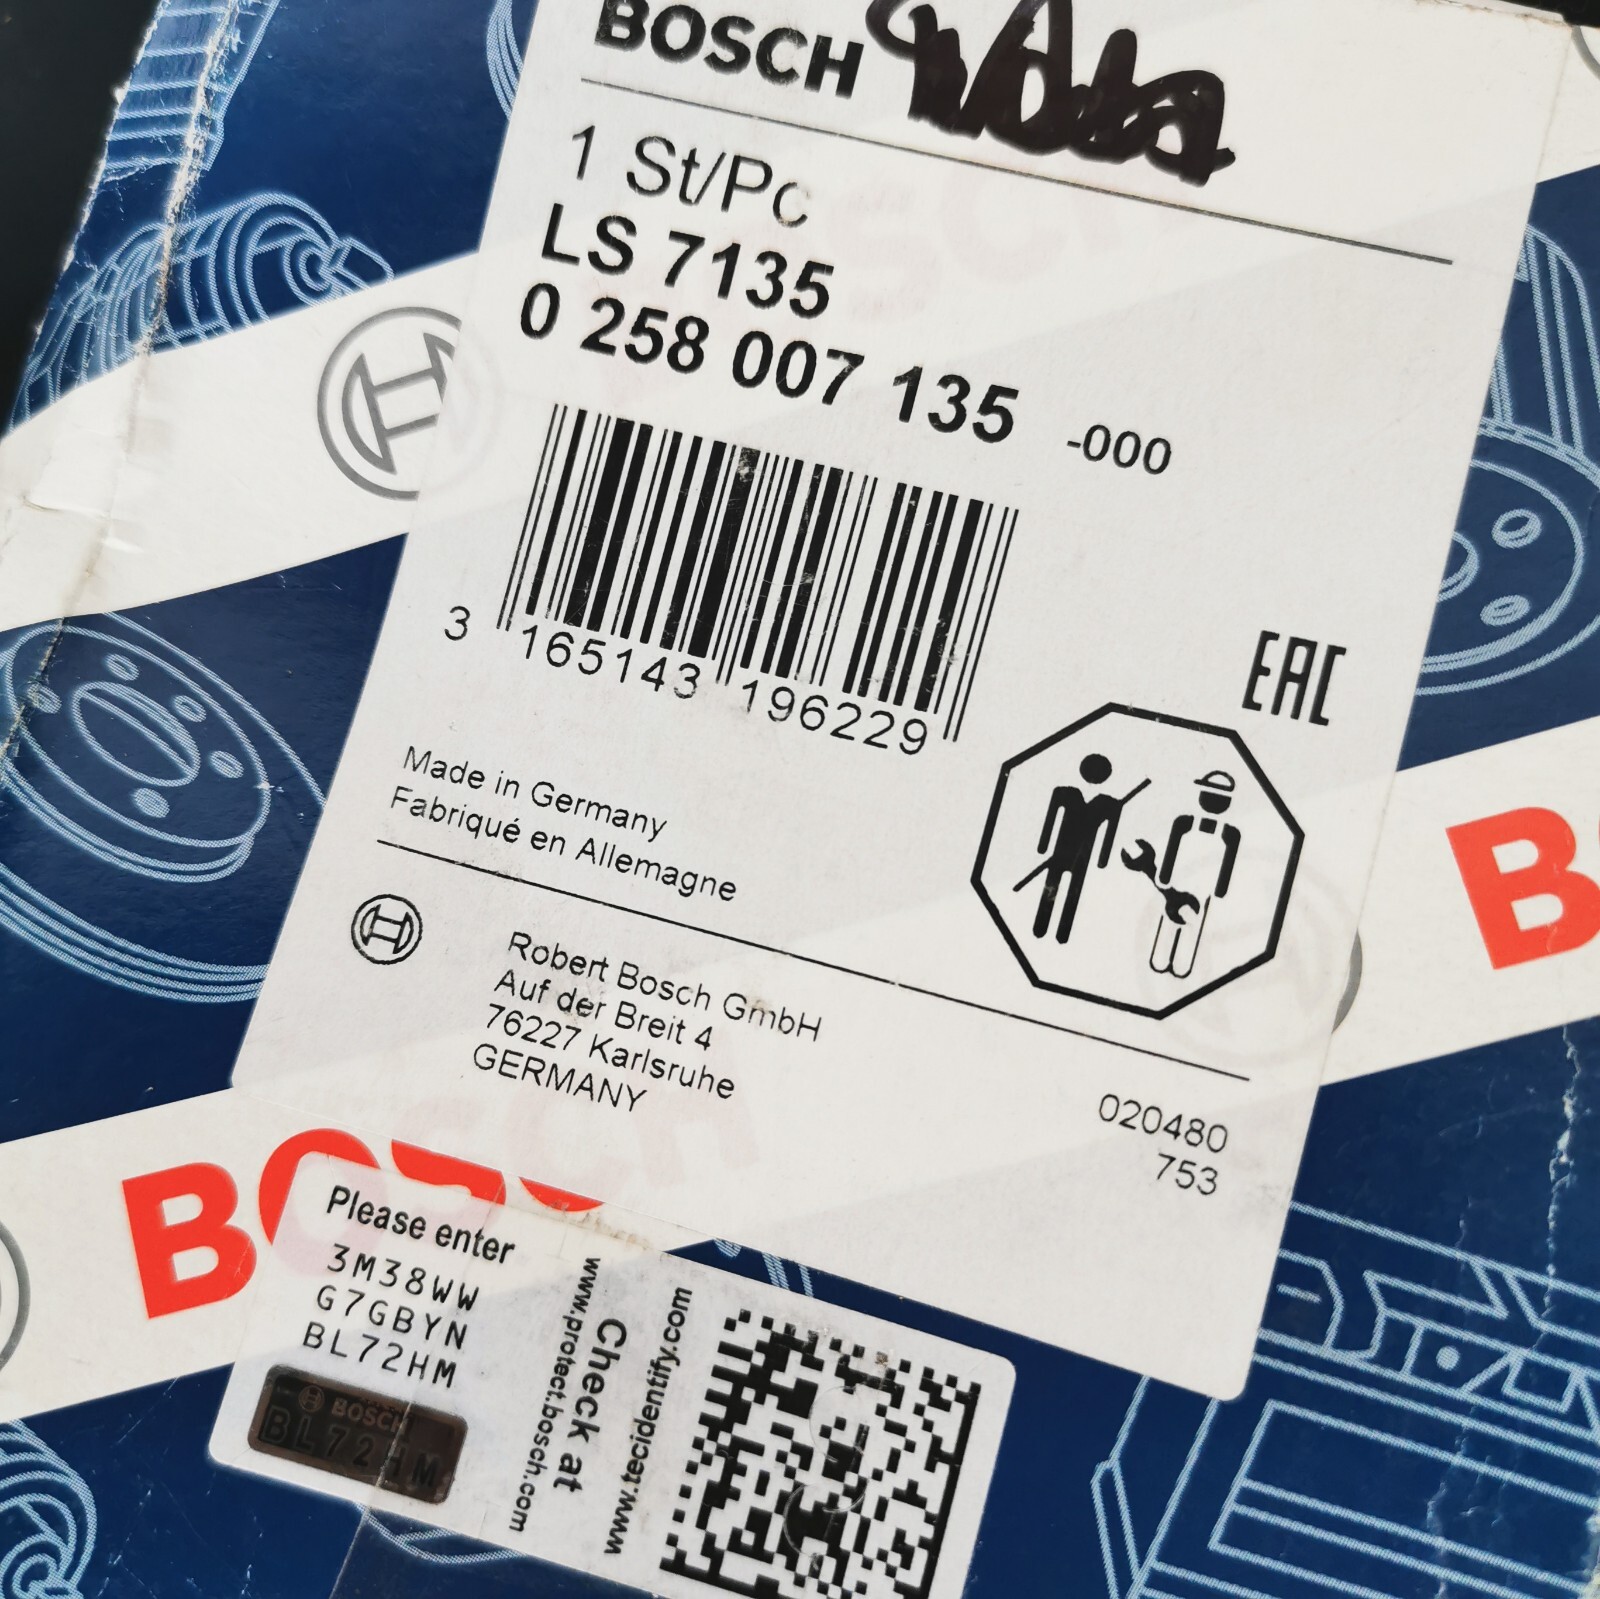 BOSCH
1 St/Pc
LS 7135
0 258 007 135 -000
3 165143 196229
EAC
Made in Germany
Fabriqué en Allemagne
Robert Bosch GmbH
Auf der Breit 4
76227 Karlsruhe
GERMANY
020480
753
B
BO
Please enter
3M38WW
G7GBYN
BL72HM
BOSCH
BL72HM
www.protect.bosch.com
Check at
www.tecidentify.com